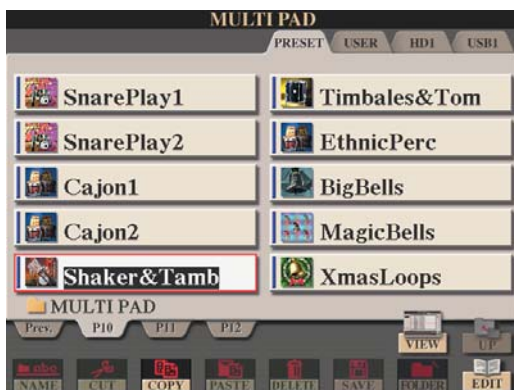 MULTI PAD
PRESET USER HD1 USB1
SnarePlay1
Timbales&Tom
SnarePlay2
EthnicPerc
Cajon1
BigBells
Cajon2
MagicBells
Shaker&Tamb
XmasLoops
MULTI PAD
Prev. P10 P11 P12
VIEW UP
abc
NAME CUT COPY PASTE DELETE SAVE FOLDER EDIT